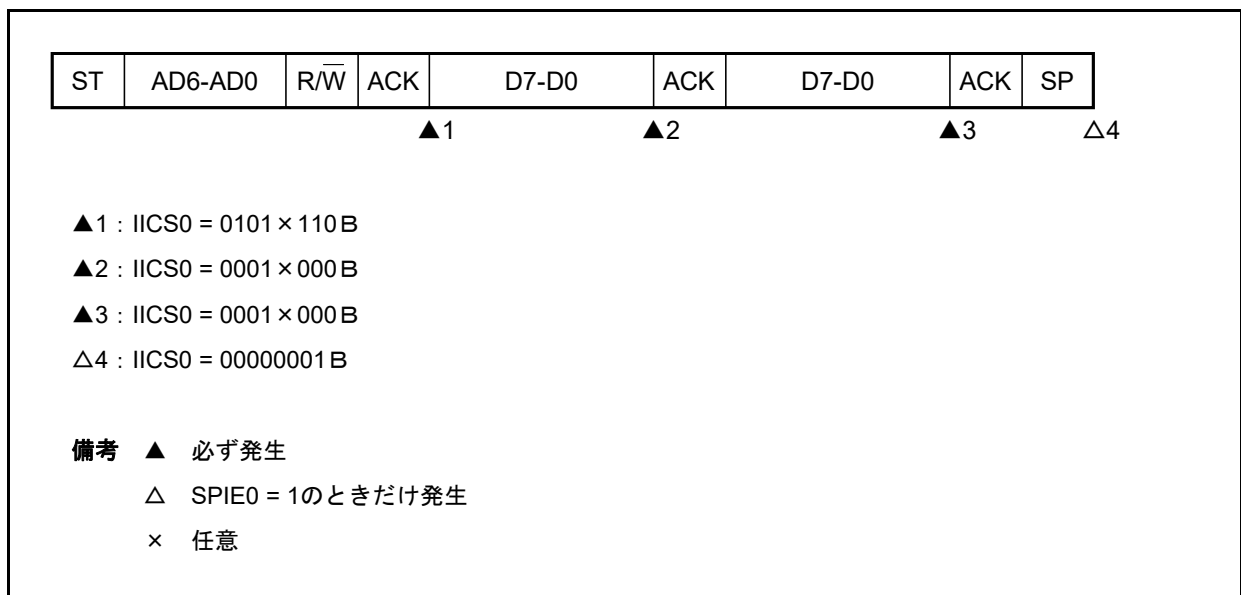 ST AD6-AD0 R/W̅ ACK D7-D0 ACK D7-D0 ACK SP
▲1 ▲2 ▲3 △4
▲1：IICS0 = 0101×110B
▲2：IICS0 = 0001×000B
▲3：IICS0 = 0001×000B
△4：IICS0 = 00000001B
備考 ▲ 必ず発生
△ SPIE0 = 1のときだけ発生
× 任意